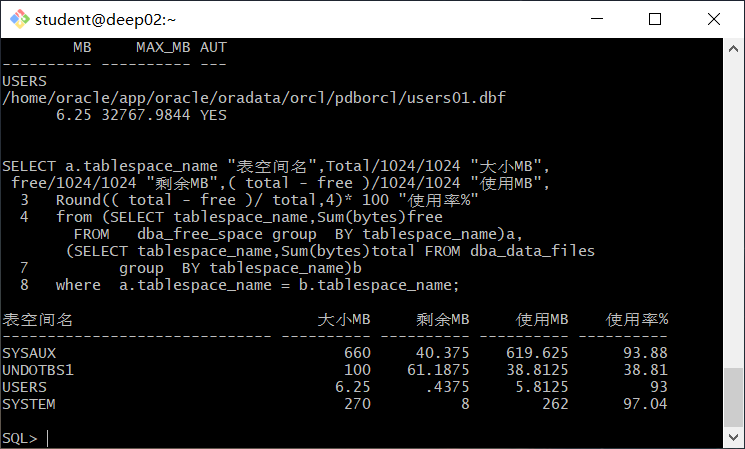 student@deep02:~
MB MAX_MB AUT
---------- ---------- ---
USERS
/home/oracle/app/oracle/oradata/orcl/pdborcl/users01.dbf
6.25 32767.9844 YES
SELECT a.tablespace_name "表空间名",Total/1024/1024 "大小MB",
free/1024/1024 "剩余MB",( total - free )/1024/1024 "使用MB",
3 Round(( total - free )/ total,4)* 100 "使用率%"
4 from (SELECT tablespace_name,Sum(bytes)free
FROM dba_free_space group BY tablespace_name)a,
(SELECT tablespace_name,Sum(bytes)total FROM dba_data_files
7 group BY tablespace_name)b
8 where a.tablespace_name = b.tablespace_name;
表空间名 大小MB 剩余MB 使用MB 使用率%
------------------------------ ---------- ---------- ---------- ----------
SYSAUX 660 40.375 619.625 93.88
UNDOTBS1 100 61.1875 38.8125 38.81
USERS 6.25 .4375 5.8125 93
SYSTEM 270 8 262 97.04
SQL>